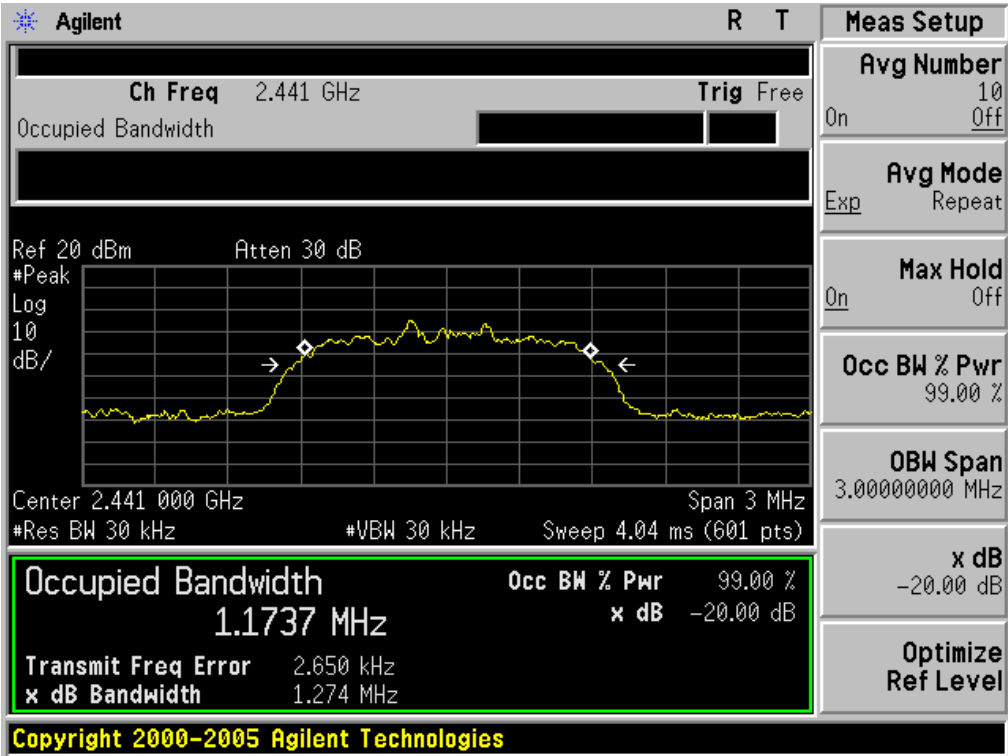 Agilent R T
Ch Freq 2.441 GHz Trig Free
Occupied Bandwidth
Ref 20 dBm Atten 30 dB
#Peak
Log
10
dB/
Center 2.441 000 GHz Span 3 MHz
#Res BW 30 kHz #VBW 30 kHz Sweep 4.04 ms (601 pts)
Occupied Bandwidth
1.1737 MHz
Occ BW % Pwr 99.00 %
x dB -20.00 dB
Transmit Freq Error 2.650 kHz
x dB Bandwidth 1.274 MHz
Copyright 2000-2005 Agilent Technologies
Meas Setup
Avg Number
10
On Off
Avg Mode
Exp Repeat
Max Hold
On Off
Occ BW % Pwr
99.00 %
OBW Span
3.00000000 MHz
x dB
-20.00 dB
Optimize
Ref Level